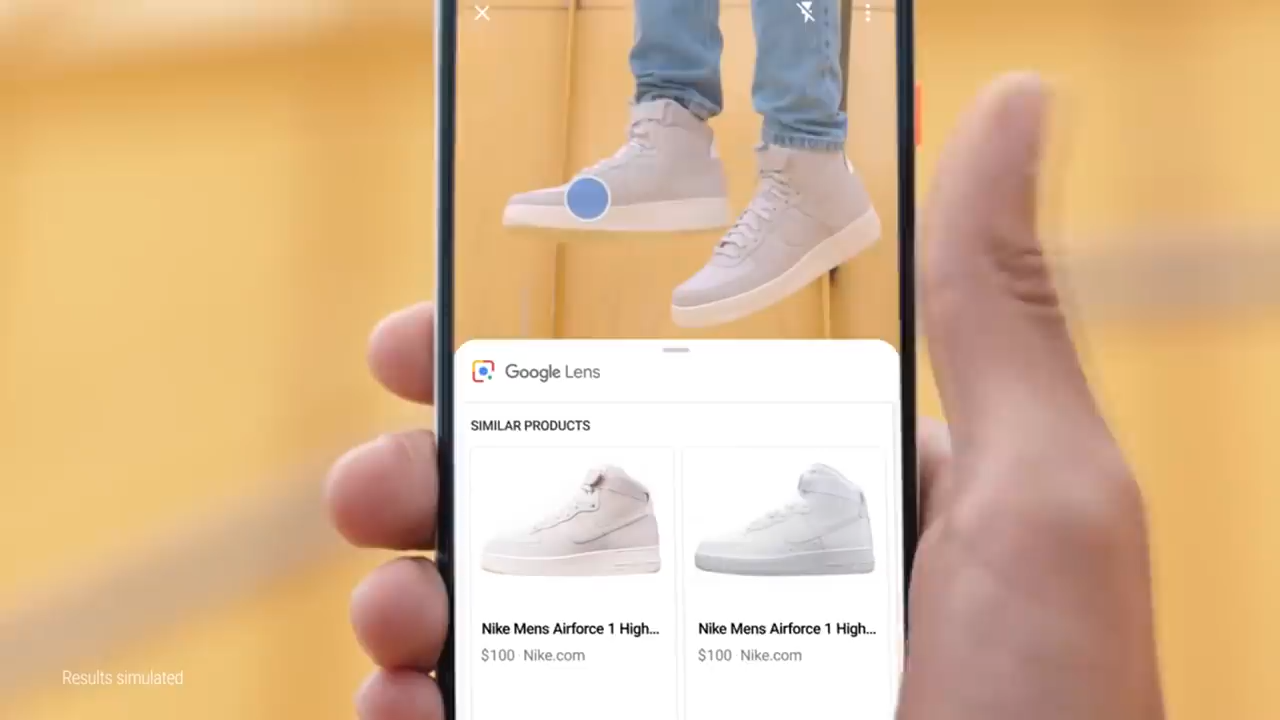 Google Lens
SIMILAR PRODUCTS
Nike Mens Airforce 1 High...
$100 Nike.com
Nike Mens Airforce 1 High...
$100 Nike.com
Results simulated